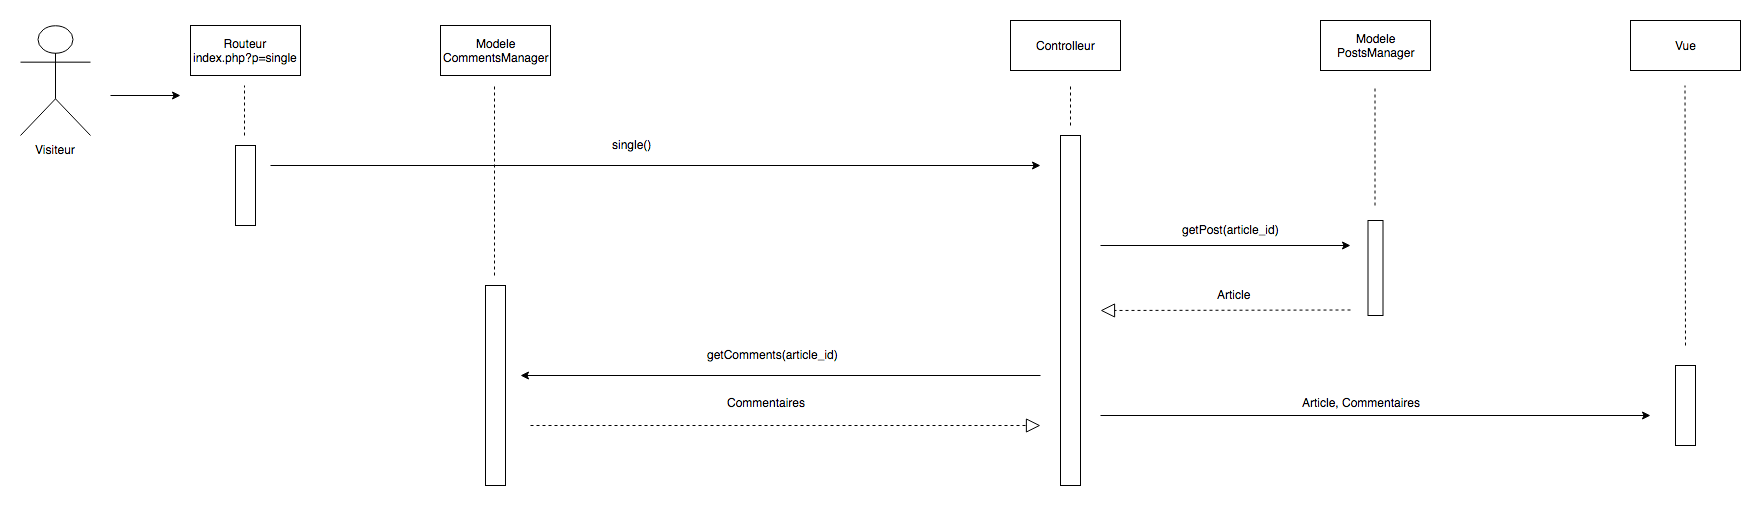 Routeur
index.php?p=single
Modele
CommentsManager
Controlleur
Modele
PostsManager
Vue
Visiteur
single()
getPost(article_id)
Article
getComments(article_id)
Commentaires
Article, Commentaires